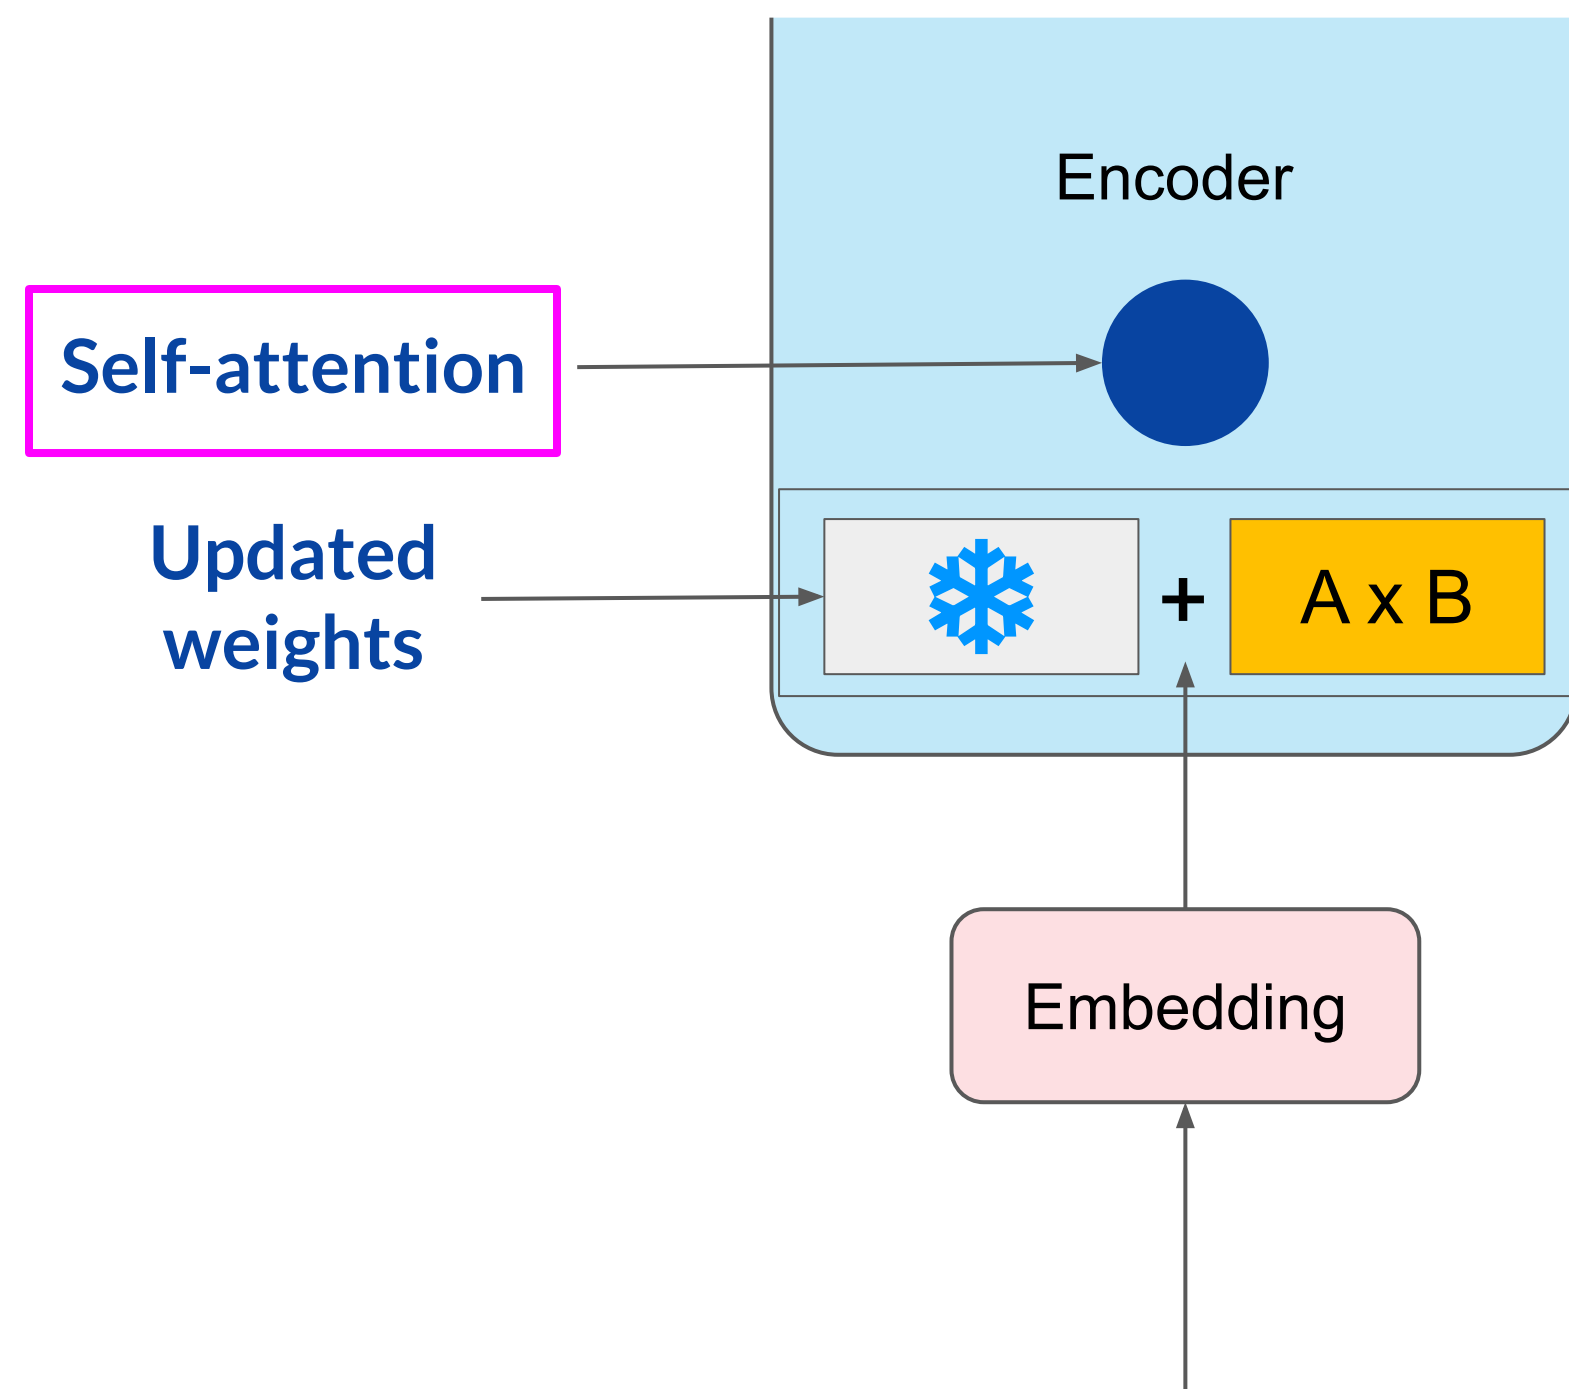 Encoder
Self-attention
Updated
weights
+
A x B
Embedding